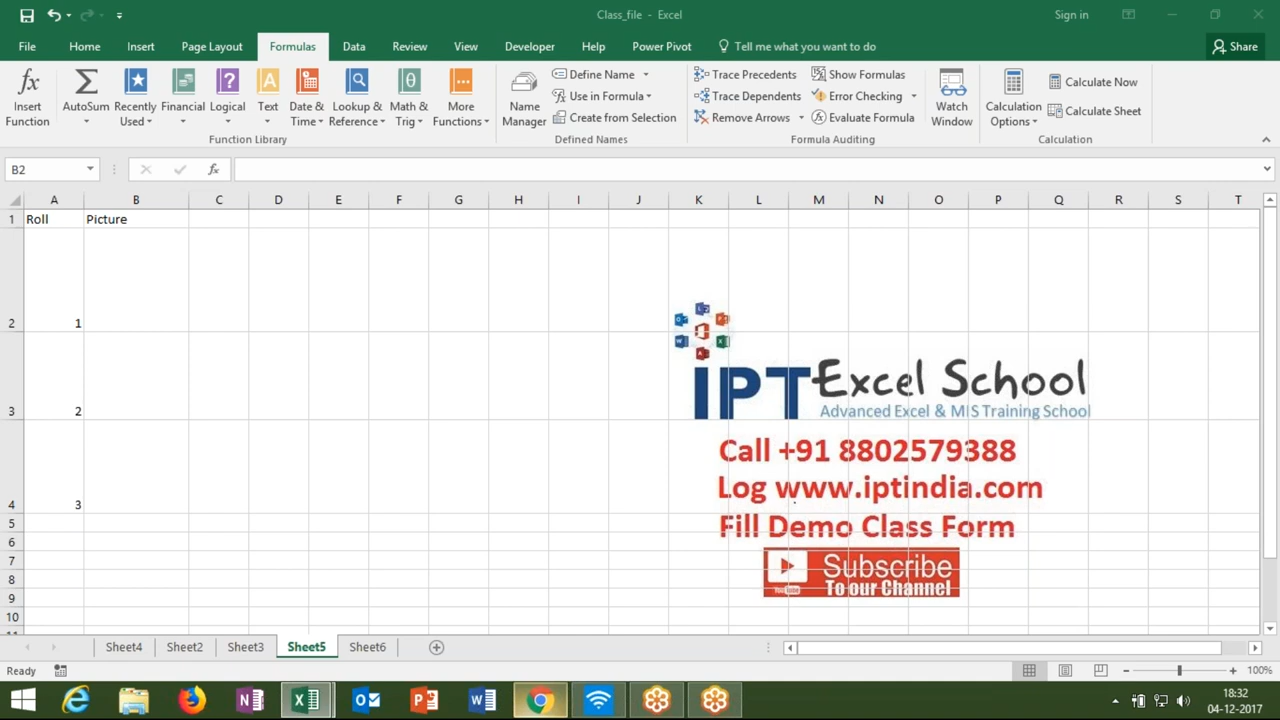 Class_file - Excel
Sign in
File Home Insert Page Layout Formulas Data Review View Developer Help Power Pivot Tell me what you want to do Share
Insert Function
AutoSum
Recently Used
Financial
Logical
Text
Date & Time
Lookup & Reference
Math & Trig
More Functions
Function Library
Name Manager
Define Name
Use in Formula
Create from Selection
Defined Names
Trace Precedents
Trace Dependents
Remove Arrows
Show Formulas
Error Checking
Evaluate Formula
Formula Auditing
Watch Window
Calculation Options
Calculate Now
Calculate Sheet
Calculation
B2
fx
A B C D E F G H I J K L M N O P Q R S T
1 Roll Picture
2 1
3 2
4 3
5
6
7
8
9
10
11
IPT Excel School
Advanced Excel & MIS Training School
Call +91 8802579388
Log www.iptindia.com
Fill Demo Class Form
Subscribe
To our Channel
YouTube
Sheet4 Sheet2 Sheet3 Sheet5 Sheet6
Ready
100%
18:32
04-12-2017